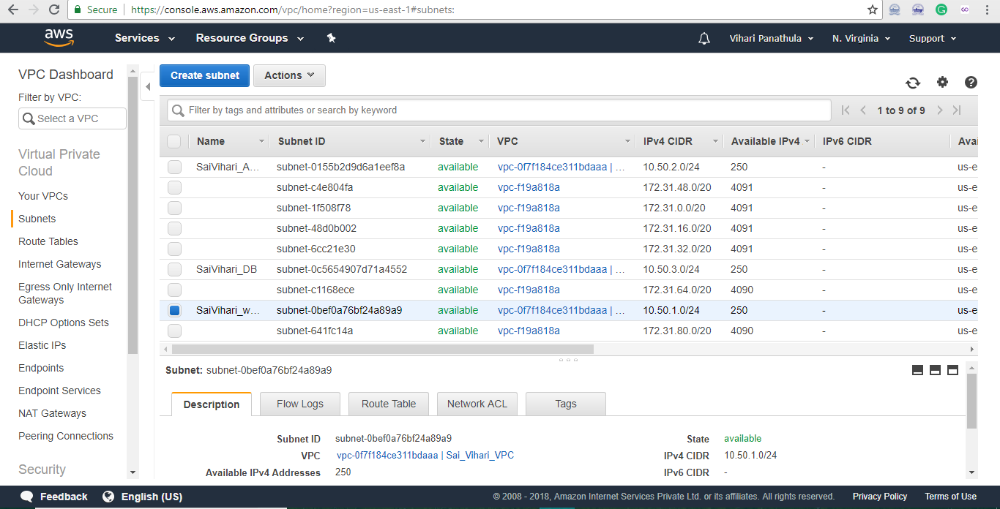 Secure https://console.aws.amazon.com/vpc/home?region=us-east-1#subnets:
aws Services Resource Groups Vihari Panathula N. Virginia Support
VPC Dashboard
Filter by VPC:
Select a VPC
Virtual Private
Cloud
Your VPCs
Subnets
Route Tables
Internet Gateways
Egress Only Internet
Gateways
DHCP Options Sets
Elastic IPs
Endpoints
Endpoint Services
NAT Gateways
Peering Connections
Security
Create subnet Actions
Filter by tags and attributes or search by keyword 1 to 9 of 9
Name Subnet ID State VPC IPv4 CIDR Available IPv4 IPv6 CIDR Avai
SaiVihari_A... subnet-0155b2d9d6a1eef8a available vpc-0f7f184ce311bdaaa | ... 10.50.2.0/24 250 - us-e
subnet-c4e804fa available vpc-f19a818a 172.31.48.0/20 4091 - us-e
subnet-1f508f78 available vpc-f19a818a 172.31.0.0/20 4091 - us-e
subnet-48d0b002 available vpc-f19a818a 172.31.16.0/20 4091 - us-e
subnet-6cc21e30 available vpc-f19a818a 172.31.32.0/20 4091 - us-e
SaiVihari_DB subnet-0c5654907d71a4552 available vpc-0f7f184ce311bdaaa | ... 10.50.3.0/24 250 - us-e
subnet-c1168ece available vpc-f19a818a 172.31.64.0/20 4090 - us-e
SaiVihari_w... subnet-0bef0a76bf24a89a9 available vpc-0f7f184ce311bdaaa | ... 10.50.1.0/24 250 - us-e
subnet-641fc14a available vpc-f19a818a 172.31.80.0/20 4090 - us-e
Subnet: subnet-0bef0a76bf24a89a9
Description Flow Logs Route Table Network ACL Tags
Subnet ID subnet-0bef0a76bf24a89a9 State available
VPC vpc-0f7f184ce311bdaaa | Sai_Vihari_VPC IPv4 CIDR 10.50.1.0/24
Available IPv4 Addresses 250 IPv6 CIDR -
Feedback English (US) © 2008 - 2018, Amazon Internet Services Private Ltd. or its affiliates. All rights reserved. Privacy Policy Terms of Use